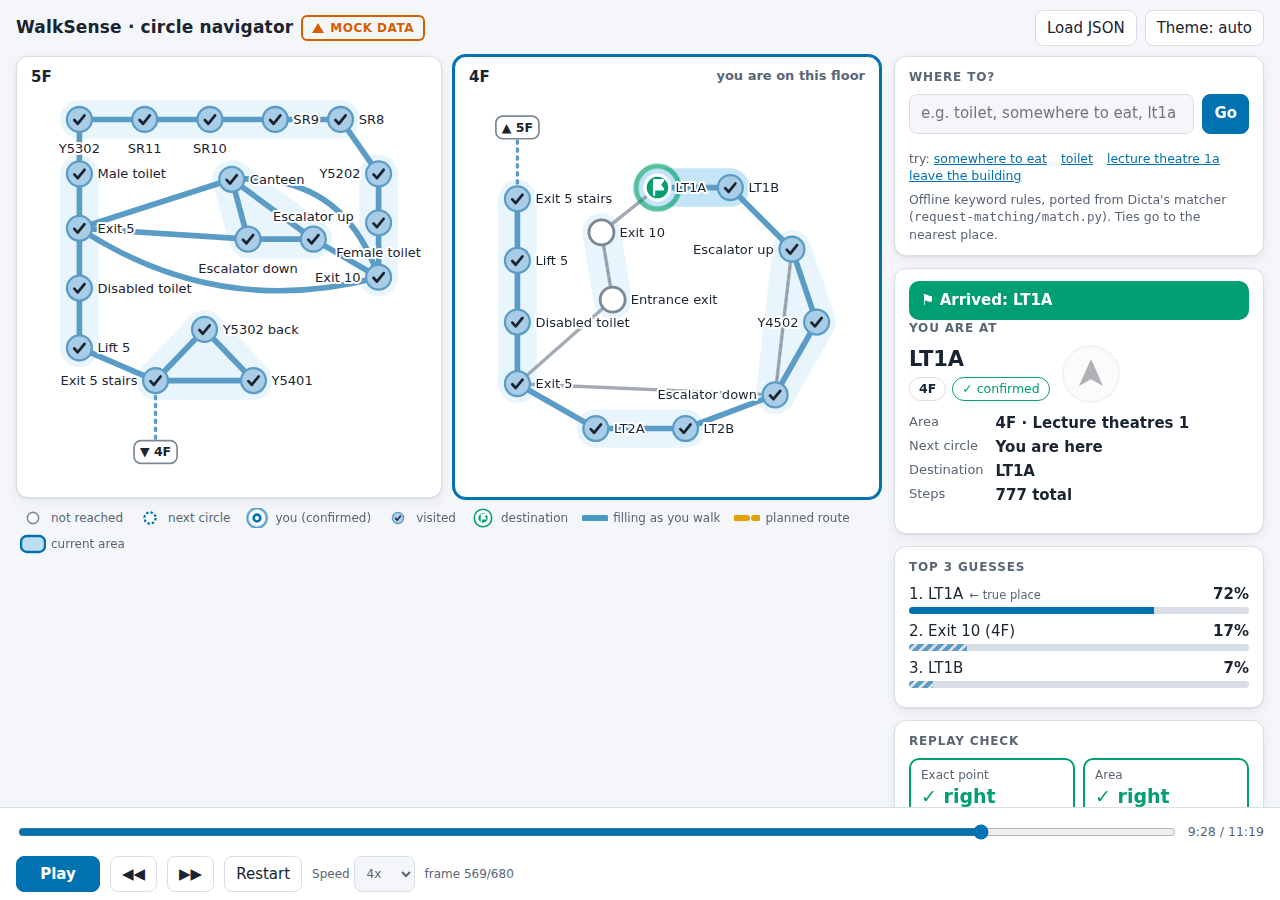 WalkSense · circle navigator
▲ MOCK DATA
Load JSON
Theme: auto
5F
SR9
SR8
Y5302
SR11
SR10
Male toilet
Canteen
Y5202
Exit 5
Escalator up
Female toilet
Escalator down
Exit 10
Disabled toilet
Y5302 back
Lift 5
Exit 5 stairs
Y5401
▼ 4F
4F
you are on this floor
▲ 5F
LT1A
LT1B
Exit 5 stairs
Exit 10
Escalator up
Lift 5
Entrance exit
Disabled toilet
Y4502
Exit 5
Escalator down
LT2A
LT2B
not reached
next circle
you (confirmed)
visited
destination
filling as you walk
planned route
current area
WHERE TO?
e.g. toilet, somewhere to eat, lt1a
Go
try: somewhere to eat toilet lecture theatre 1a
leave the building
Offline keyword rules, ported from Dicta's matcher
(request-matching/match.py). Ties go to the
nearest place.
⚑ Arrived: LT1A
YOU ARE AT
LT1A
4F
✓ confirmed
Area 4F · Lecture theatres 1
Next circle You are here
Destination LT1A
Steps 777 total
TOP 3 GUESSES
1. LT1A ← true place 72%
2. Exit 10 (4F) 17%
3. LT1B 7%
REPLAY CHECK
Exact point
✓ right
Area
✓ right
9:28 / 11:19
Play
◀◀
▶▶
Restart
Speed
4x
frame 569/680